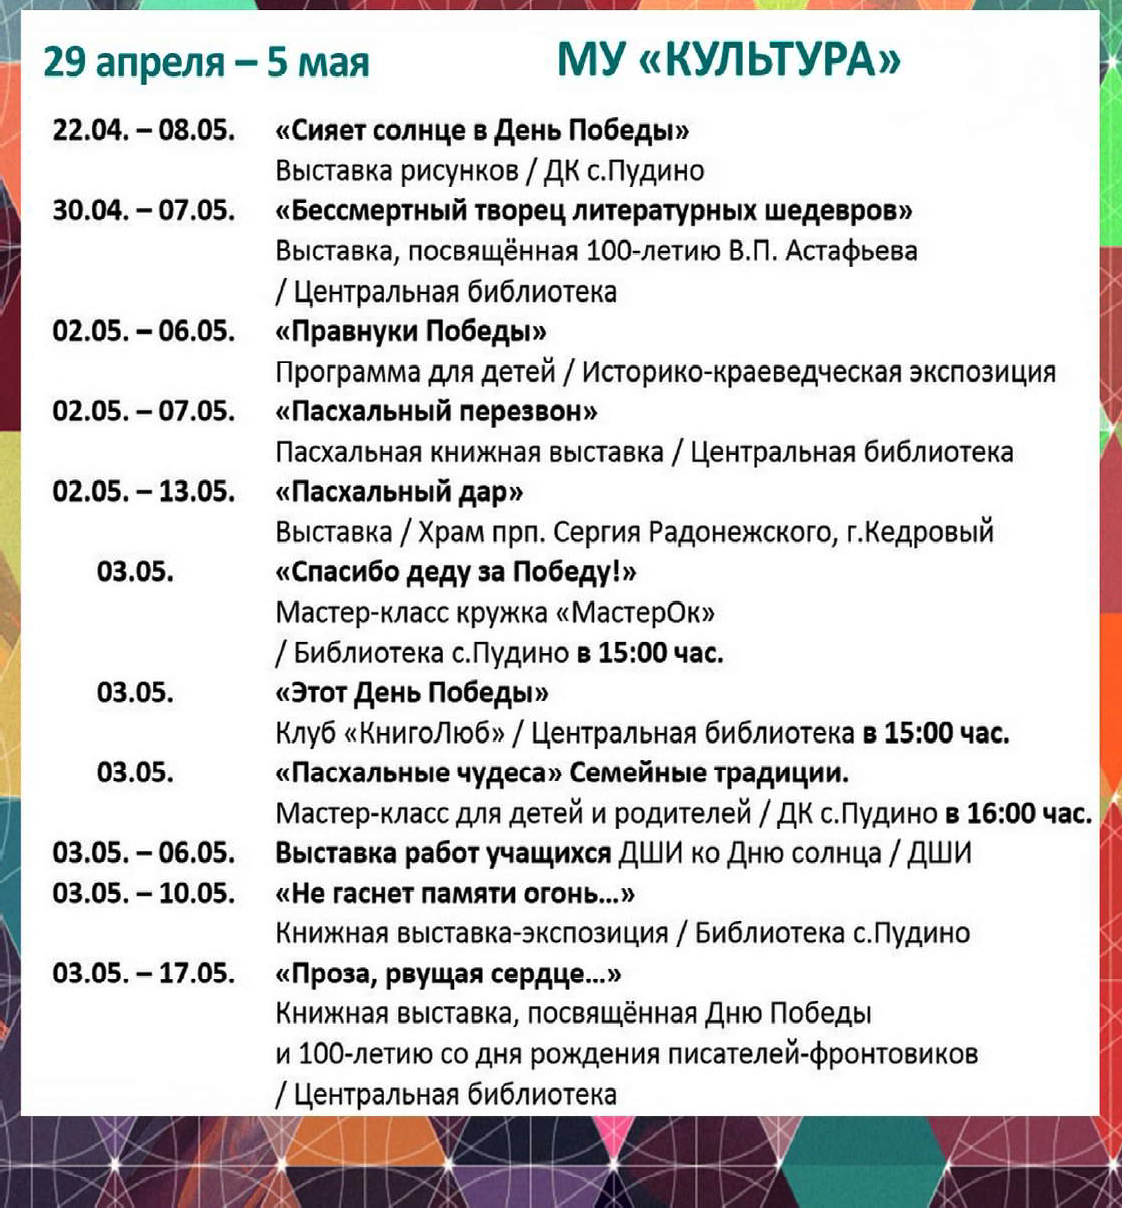 29 апреля – 5 мая МУ «КУЛЬТУРА»
22.04. – 08.05. «Сияет солнце в День Победы»
Выставка рисунков / ДК с.Пудино
30.04. – 07.05. «Бессмертный творец литературных шедевров»
Выставка, посвящённая 100-летию В.П. Астафьева
/ Центральная библиотека
02.05. – 06.05. «Правнуки Победы»
Программа для детей / Историко-краеведческая экспозиция
02.05. – 07.05. «Пасхальный перезвон»
Пасхальная книжная выставка / Центральная библиотека
02.05. – 13.05. «Пасхальный дар»
Выставка / Храм прп. Сергия Радонежского, г.Кедровый
03.05. «Спасибо деду за Победу!»
Мастер-класс кружка «МастерОк»
/ Библиотека с.Пудино в 15:00 час.
03.05. «Этот День Победы»
Клуб «КнигоЛюб» / Центральная библиотека в 15:00 час.
03.05. «Пасхальные чудеса» Семейные традиции.
Мастер-класс для детей и родителей / ДК с.Пудино в 16:00 час.
03.05. – 06.05. Выставка работ учащихся ДШИ ко Дню солнца / ДШИ
03.05. – 10.05. «Не гаснет памяти огонь...»
Книжная выставка-экспозиция / Библиотека с.Пудино
03.05. – 17.05. «Проза, рвущая сердце...»
Книжная выставка, посвящённая Дню Победы
и 100-летию со дня рождения писателей-фронтовиков
/ Центральная библиотека